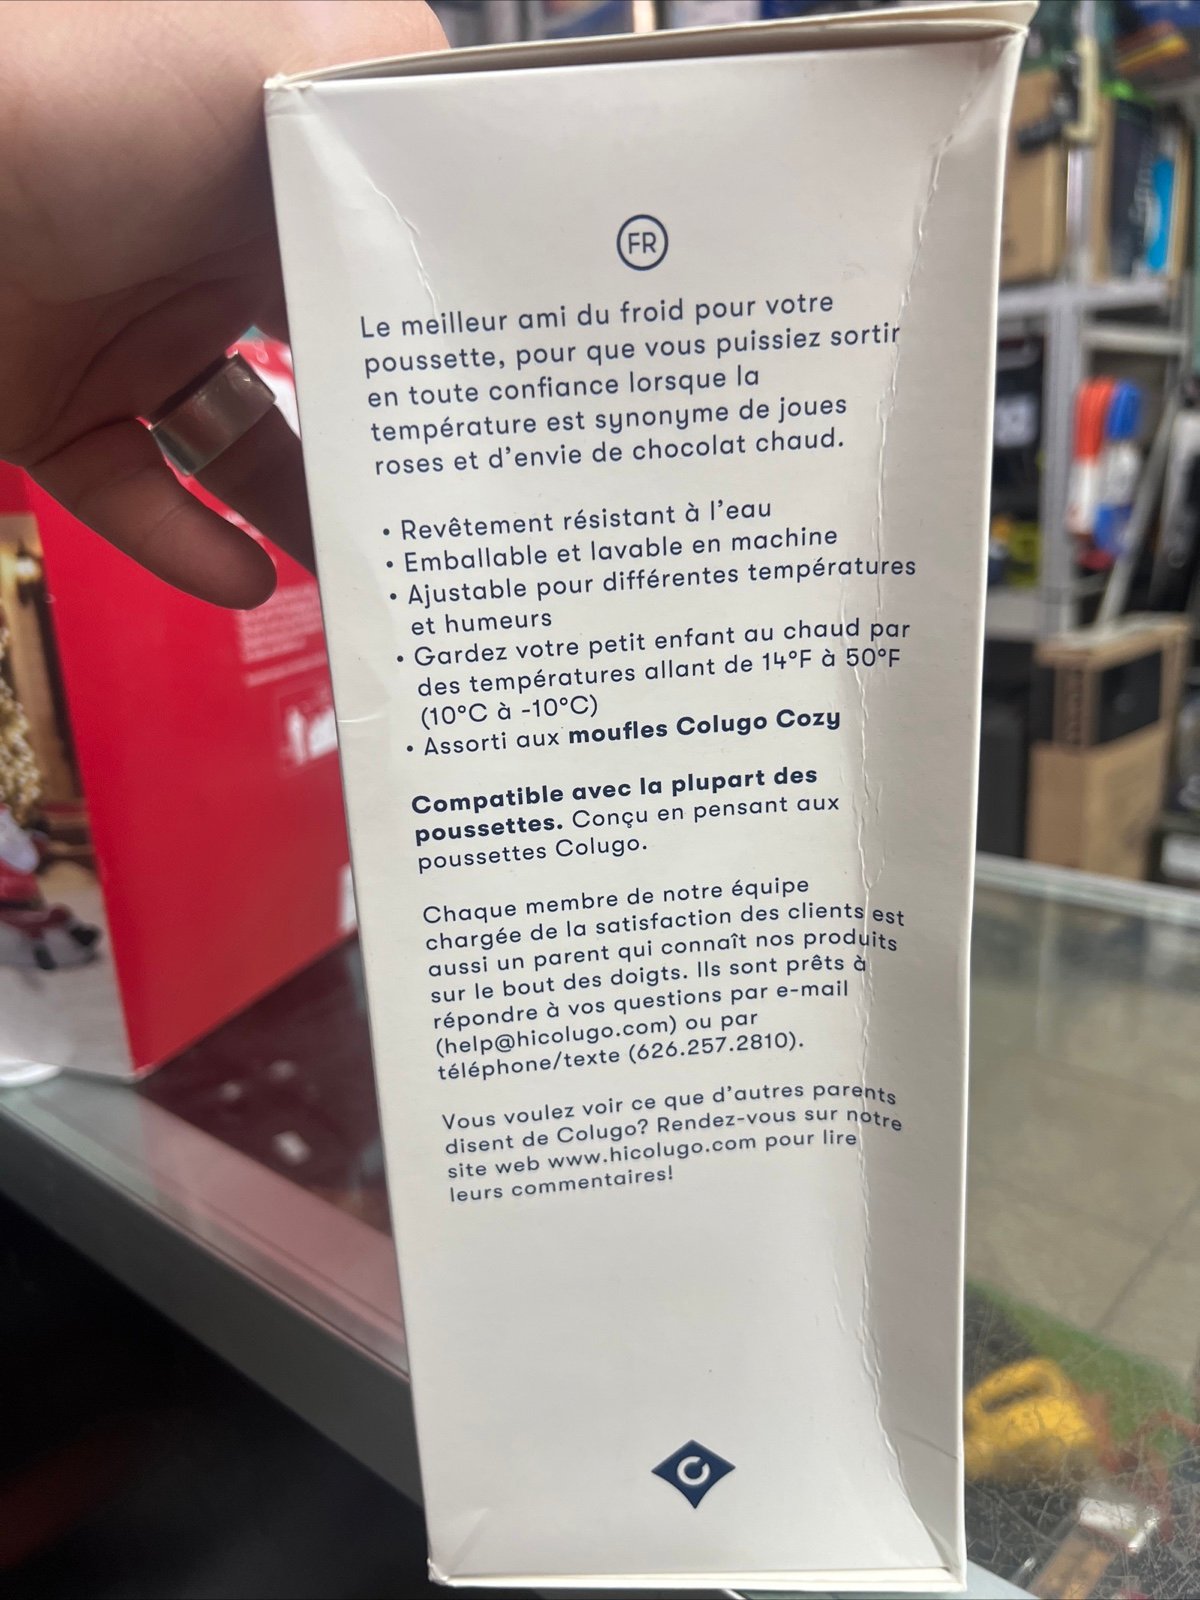 FR
Le meilleur ami du froid pour votre
poussette, pour que vous puissiez sortir
en toute confiance lorsque la
température est synonyme de joues
roses et d'envie de chocolat chaud.
• Revêtement résistant à l'eau
• Emballable et lavable en machine
• Ajustable pour différentes températures
et humeurs
• Gardez votre petit enfant au chaud par
des températures allant de 14°F à 50°F
(10°C à -10°C)
• Assorti aux moufles Colugo Cozy
Compatible avec la plupart des
poussettes. Conçu en pensant aux
poussettes Colugo.
Chaque membre de notre équipe
chargée de la satisfaction des clients est
aussi un parent qui connaît nos produits
sur le bout des doigts. Ils sont prêts à
répondre à vos questions par e-mail
(help@hicolugo.com) ou par
téléphone/texte (626.257.2810).
Vous voulez voir ce que d'autres parents
disent de Colugo? Rendez-vous sur notre
site web www.hicolugo.com pour lire
leurs commentaires!